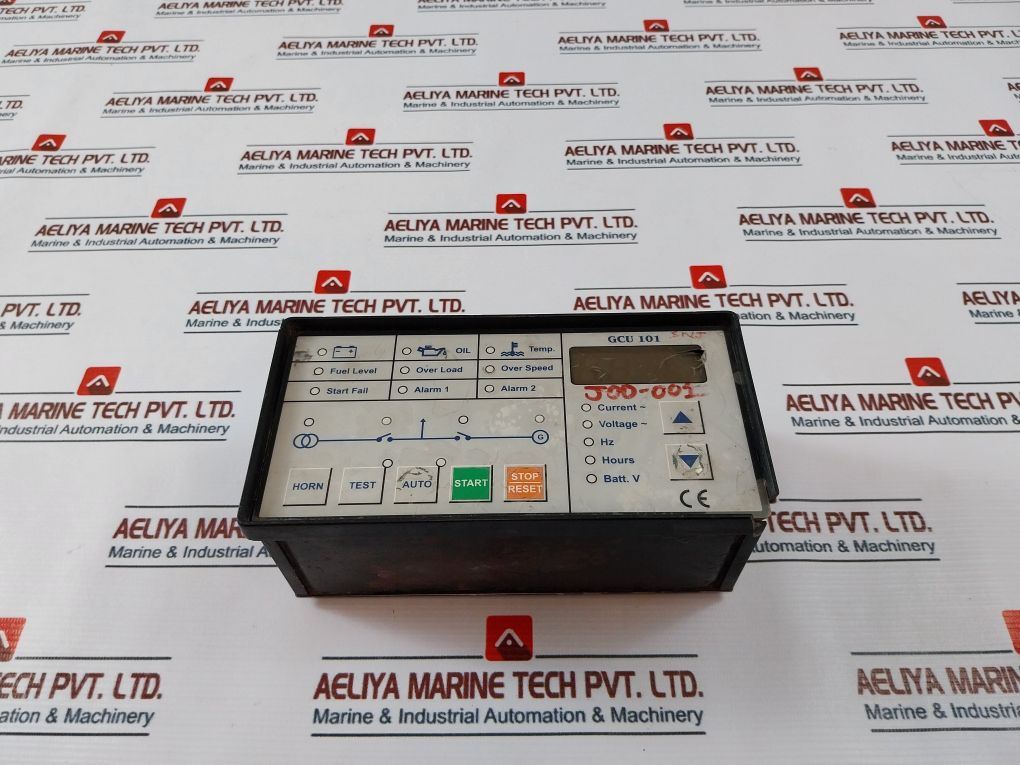 AELIYA MARINE TECH PVT. LTD.
Marine & Industrial Automation & Machinery
GCU 101
OIL
Temp.
Fuel Level
Over Load
Over Speed
Start Fail
Alarm 1
Alarm 2
JOD-001
Current ~
Voltage ~
Hz
Hours
Batt. V
G
HORN
TEST
AUTO
START
STOP
RESET
CE